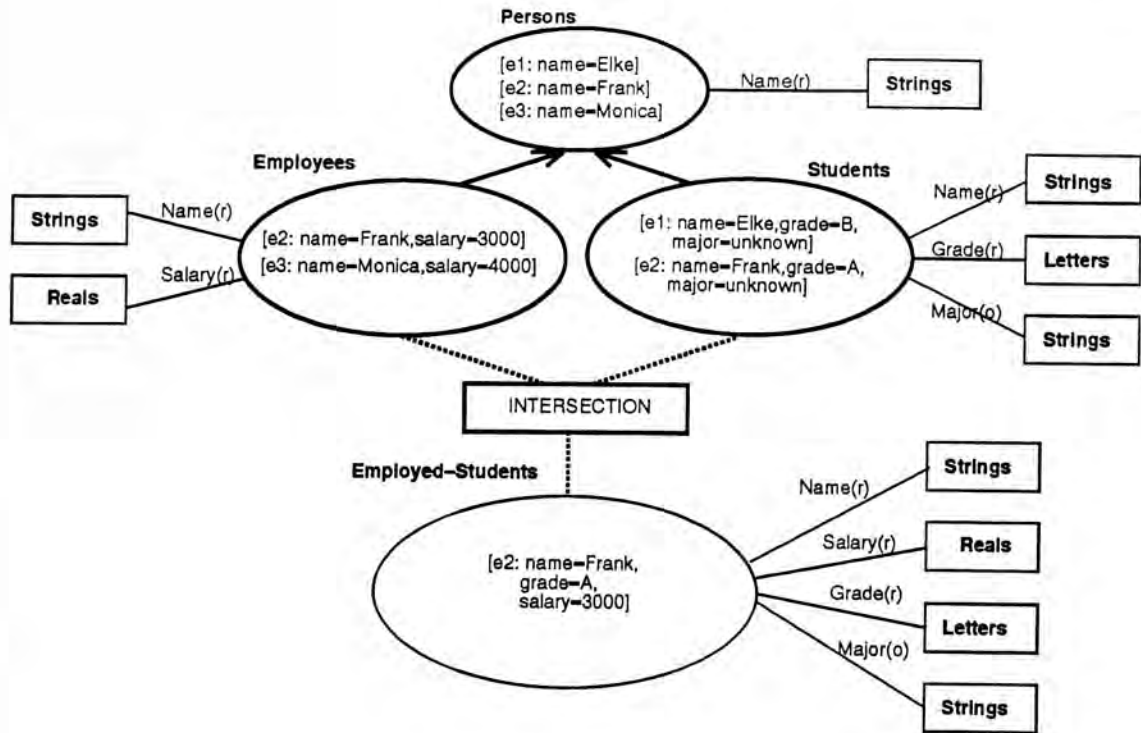 Persons
[e1: name=Elke]
[e2: name=Frank]
[e3: name=Monica]
Name(r)
Strings
Employees
Students
Strings
Name(r)
Reals
Salary(r)
[e2: name=Frank,salary=3000]
[e3: name=Monica,salary=4000]
[e1: name=Elke,grade=B,
major=unknown]
[e2: name=Frank,grade=A,
major=unknown]
Name(r)
Strings
Grade(r)
Letters
Major(o)
Strings
INTERSECTION
Employed-Students
[e2: name=Frank,
grade=A,
salary=3000]
Name(r)
Strings
Salary(r)
Reals
Grade(r)
Letters
Major(o)
Strings